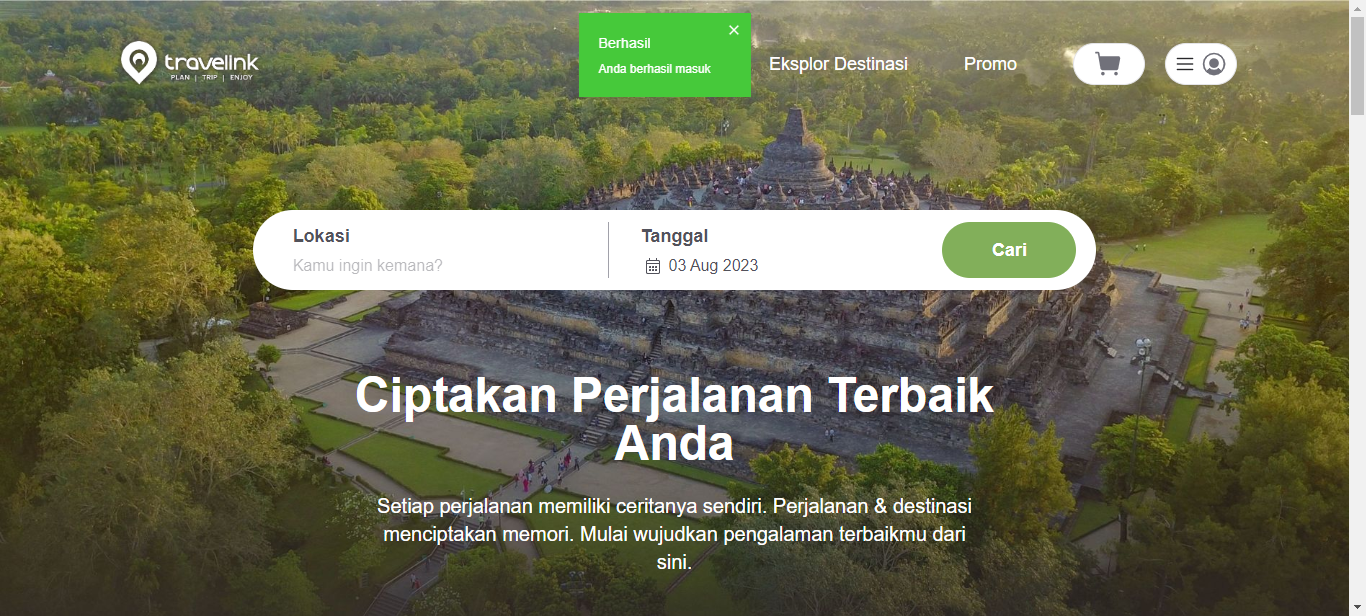 travelink
PLAN | TRIP | ENJOY
Berhasil
Anda berhasil masuk
Eksplor Destinasi
Promo
Lokasi
Kamu ingin kemana?
Tanggal
03 Aug 2023
Cari
Ciptakan Perjalanan Terbaik
Anda
Setiap perjalanan memiliki ceritanya sendiri. Perjalanan & destinasi
menciptakan memori. Mulai wujudkan pengalaman terbaikmu dari
sini.